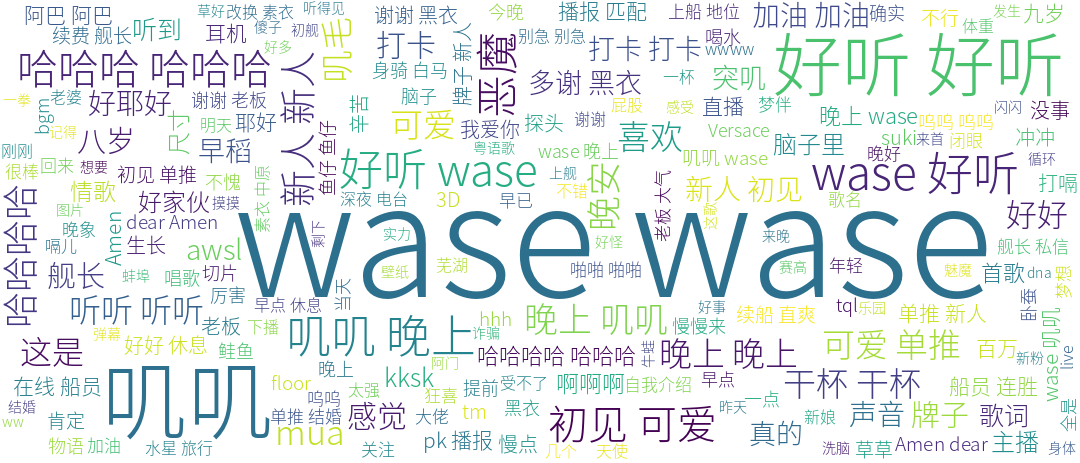 草好 改换 素衣 听得见
谢谢 黑衣
今晚
播报 匹配
上船 地位
发生
傻子
阿巴 阿巴
听到
打卡
别急 别急
加油 加油
确实
不行
九岁
续费 舰长
耳机
初舰
叽毛
牌子 新人
打卡 打卡
喝水
wwww
体重
好多
身骑 白马
哈哈哈 哈哈哈
新人 新人
恶魔
多谢 黑衣
一杯
突叽
好听 好听
一拳
老婆
好耶 好
谢谢 老板
脑子
屁股
感受
直播
梦伴
闪闪
没事
bgm
记得
明天
尺寸
耶好
辛苦
可爱
我爱你
探头
谢谢
晚上 wase
呜呜 呜呜
八岁
早稻
鱼仔 鱼仔
粤语歌
喜欢
Versace
suki
来首
闭眼
冲冲
刚刚
脑子里
很棒
回来
想要
初见 单推
不愧
好听 wase
wase 晚上
叽叽 wase
晚好
循环
打嗝
wase 好听
情歌
摸摸
素衣 中原
上舰
不错
新人 初见
图片
好家伙
深夜 电台
晚安
3D
早已
老板 大气
歌名
好好
哈哈哈 哈哈
Amen
dear Amen
剩下
wase wase
晚象
生长
awsl
实力
好怪
来晚
舰长 私信
嗝儿
舰长
蚌埠
唱歌
切片
壁纸
芜湖
啪啪 啪啪
赛高
年轻
魅魔
首歌
dna
梦想
厉害
早点 休息
当天
好事
tql
乐园
卧蚕
听听 听听
老板
下播
hhh
诈骗
晚上 叽叽
慢慢来
续船 直爽
单推 新人
弹幕
好好 休息
叽叽 晚上
牛蛙
新粉
live
wase 叽叽
这是
鲑鱼
晚上
阿门
哈哈哈哈 哈哈哈
晚上 晚上
可爱 单推
百万
叽叽
在线 船员
floor
太强
kksk
提前
受不了
啊啊啊
自我介绍
早点
干杯 干杯
船员 连胜
结婚
呜呜
狂喜
昨天
一点
全是
ww
肯定
单推 结婚
感觉
大佬
tm
黑衣
初见 可爱
新娘
声音
牌子
歌词
物语 加油
水星 旅行
mua
关注
pk 播报
慢点
几个
天使
真的
洗脑
草草
Amen dear
主播
身体